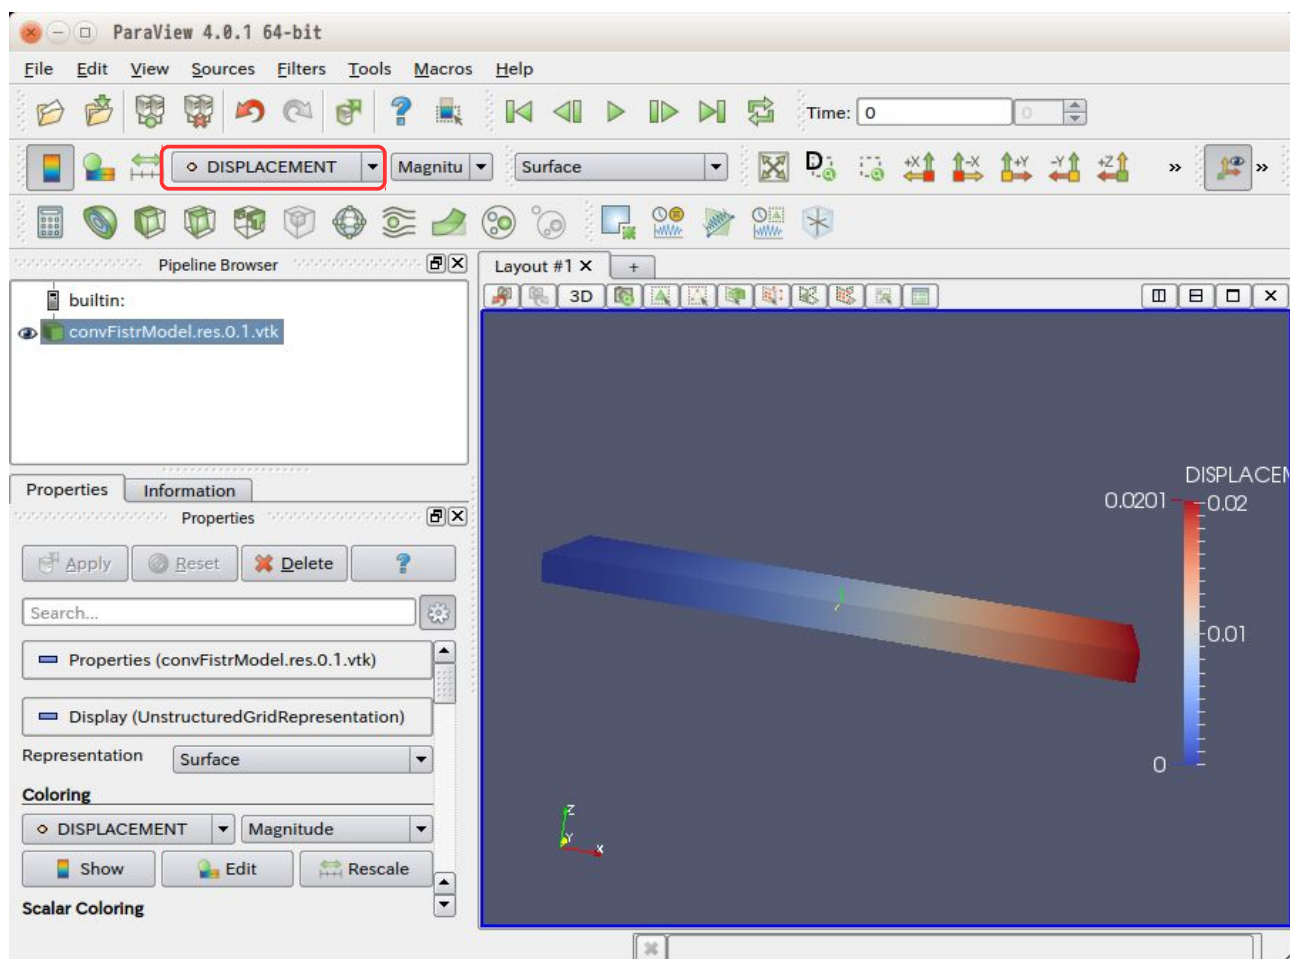 ParaView 4.0.1 64-bit
File Edit View Sources Filters Tools Macros Help
? Time: 0 0
DISPLACEMENT Magnitu Surface D +X -X +Y -Y +Z » »
Pipeline Browser
Layout #1 +
builtin:
3D
convFistrModel.res.0.1.vtk
Properties Information
Properties
Apply Reset Delete ?
Search...
Properties (convFistrModel.res.0.1.vtk)
Display (UnstructuredGridRepresentation)
Representation Surface
Coloring
DISPLACEMENT Magnitude
Show Edit Rescale
Scalar Coloring
DISPLACEM
0.0201 0.02
0.01
0
Z
Y
X